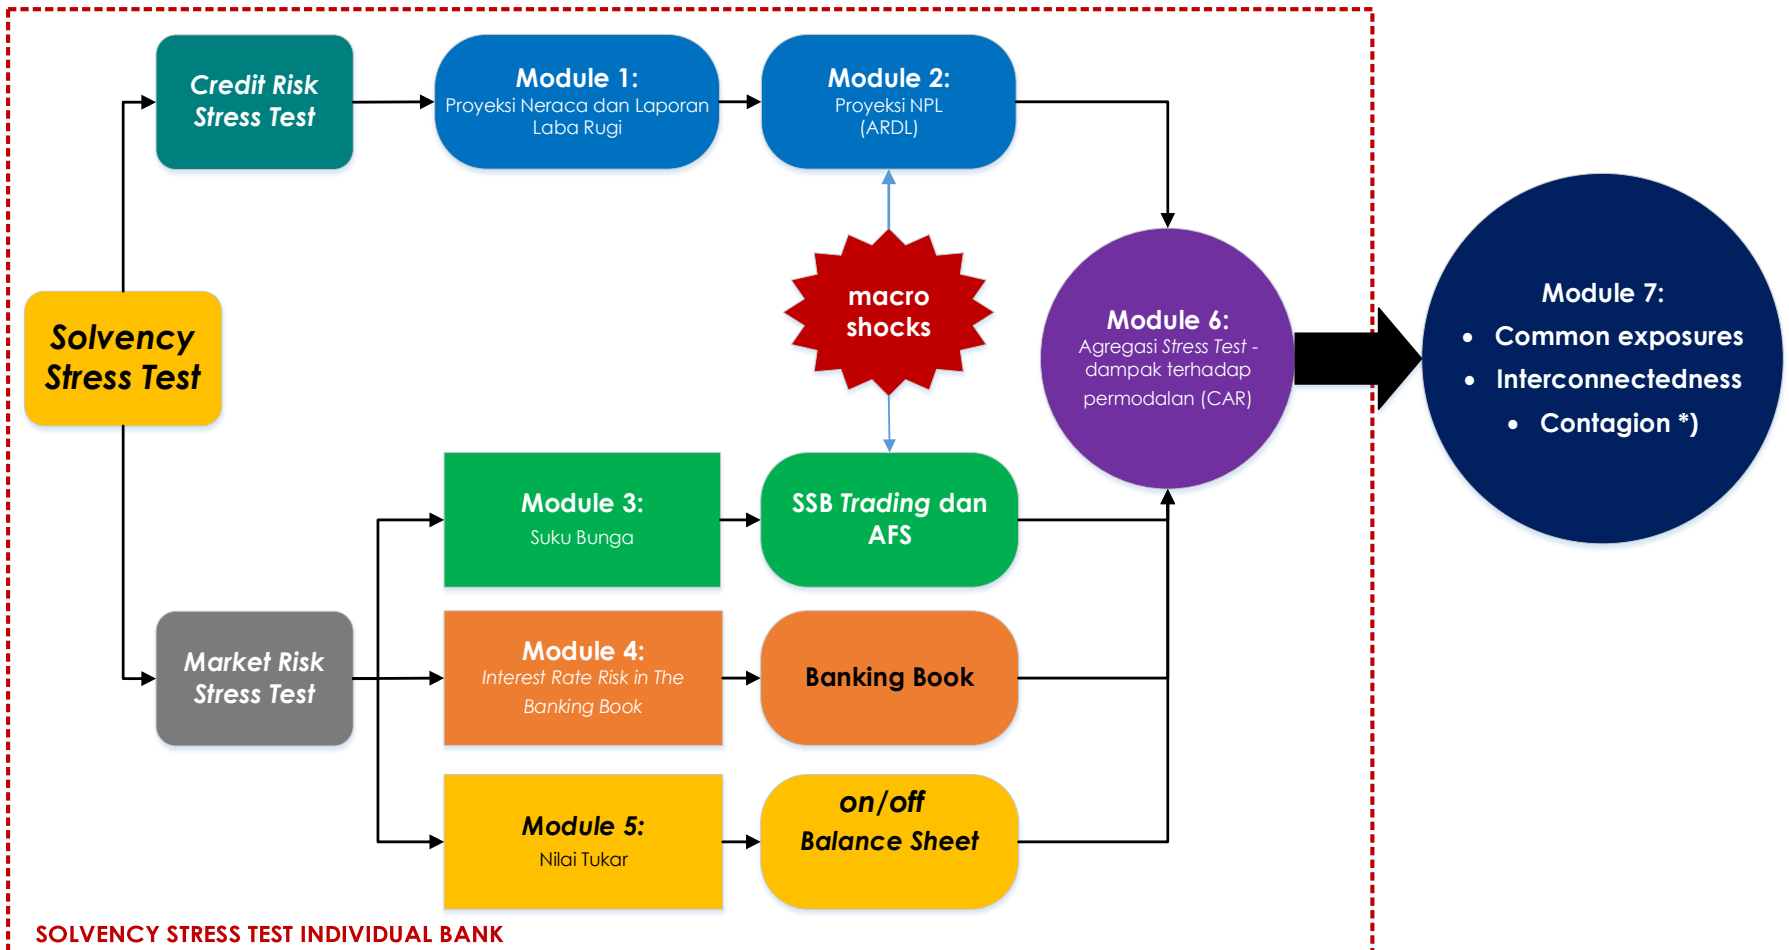 Credit Risk
Stress Test
Module 1:
Proyeksi Neraca dan Laporan
Laba Rugi
Module 2:
Proyeksi NPL
(ARDL)
macro
shocks
Solvency
Stress Test
Module 6:
Agregasi Stress Test -
dampak terhadap
permodalan (CAR)
Module 7:
• Common exposures
• Interconnectedness
• Contagion *)
Module 3:
Suku Bunga
SSB Trading dan
AFS
Market Risk
Stress Test
Module 4:
Interest Rate Risk in The
Banking Book
Banking Book
Module 5:
Nilai Tukar
on/off
Balance Sheet
SOLVENCY STRESS TEST INDIVIDUAL BANK